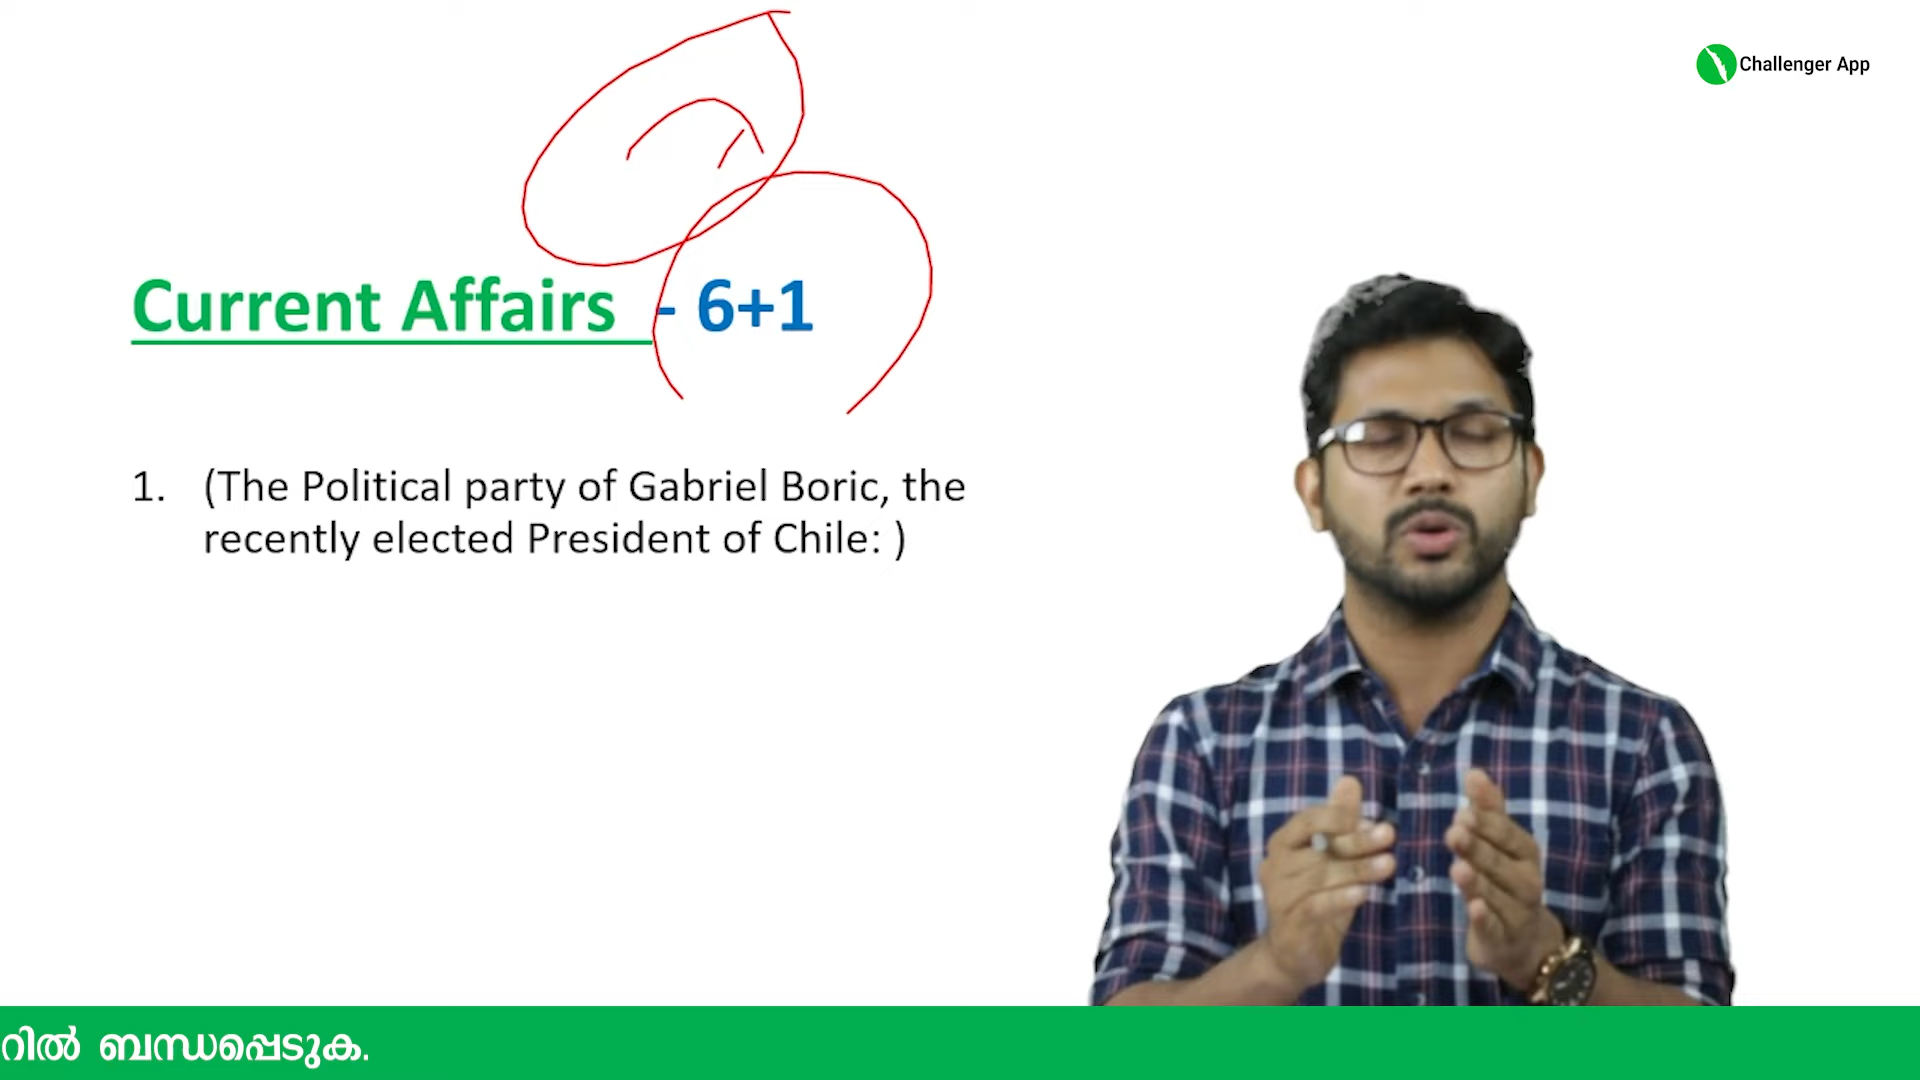 Challenger App
Current Affairs - 6+1
1. (The Political party of Gabriel Boric, the
recently elected President of Chile: )
റിൽ ബന്ധപ്പെടുക.